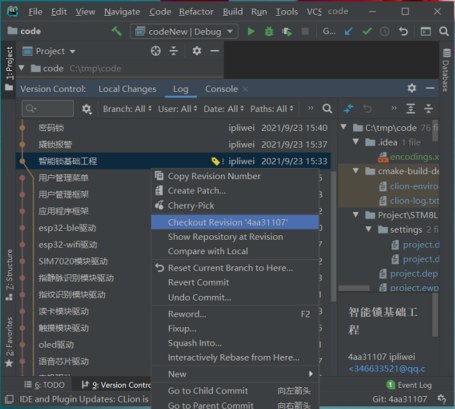 File Edit View Navigate Code Refactor Build Run Tools VCS code
code codeNew | Debug G...
1: Project
Project
code C:\tmp\code
Database
Version Control: Local Changes Log Console
Branch: All User: All Date: All Paths: All
密码锁 ipliwei 2021/9/23 15:40
撬锁报警 ipliwei 2021/9/23 15:37
智能锁基础工程 ipliwei 2021/9/23 15:33
用户管理菜单
用户管理框架
应用程序框架
esp32-ble驱动
esp32-wifi驱动
SIM7020模块驱动
指静脉识别模块驱动
指纹识别模块驱动
读卡模块驱动
触摸模块驱动
oled驱动
语音芯片驱动
Copy Revision Number
Create Patch...
Cherry-Pick
Checkout Revision '4aa31107'
Show Repository at Revision
Compare with Local
Reset Current Branch to Here...
Revert Commit
Undo Commit...
Reword... F2
Fixup...
Squash Into...
Interactively Rebase from Here...
New
Go to Child Commit 向左箭头
Go to Parent Commit 向右箭头
C:\tmp\code 76
.idea 1 file
encodings.x
cmake-build-de
clion-enviro
clion-log.txt
Project\STM8L
settings
project.d
project.d
project.dep
project.ewp
智能锁基础工
程
4aa31107 ipliwei
<346633521@qq.c
Z: Structure
2: Favorites
6: TODO 9: Version Contro Event Log
IDE and Plugin Updates: CLion is Git: 4aa31107